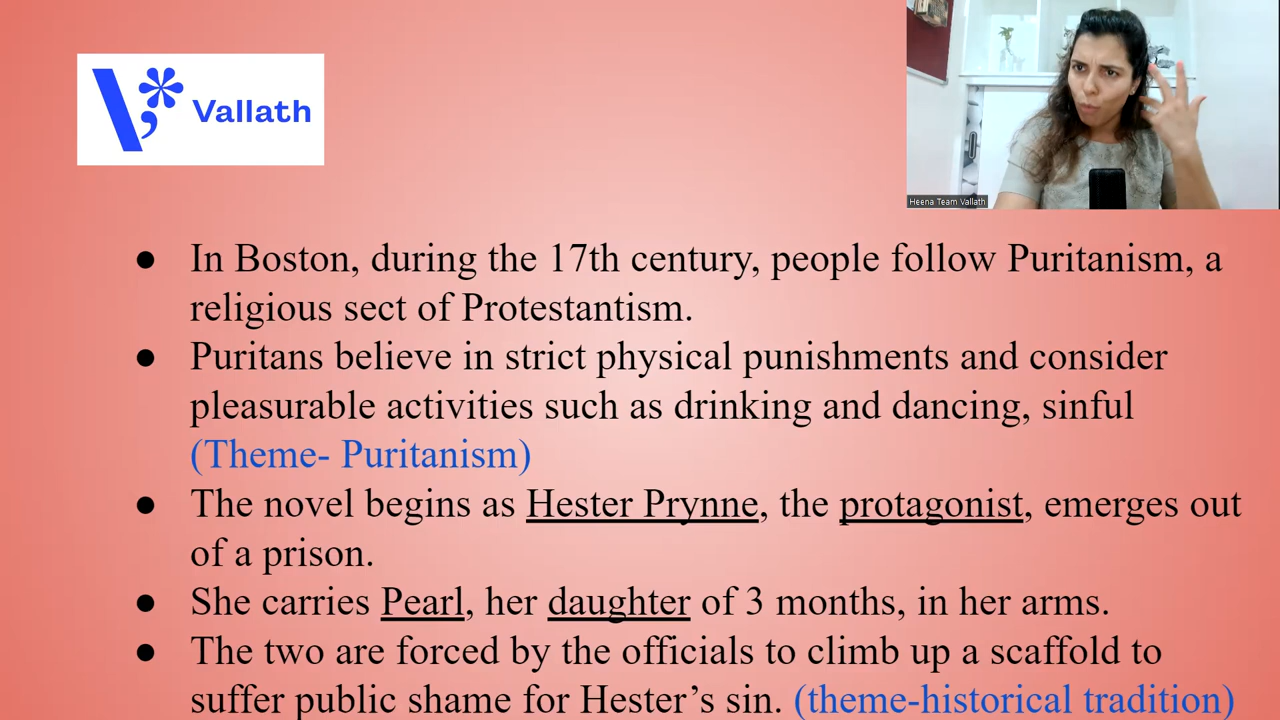 Vallath
Heena Team Vallath
● In Boston, during the 17th century, people follow Puritanism, a
religious sect of Protestantism.
● Puritans believe in strict physical punishments and consider
pleasurable activities such as drinking and dancing, sinful
(Theme- Puritanism)
● The novel begins as Hester Prynne, the protagonist, emerges out
of a prison.
● She carries Pearl, her daughter of 3 months, in her arms.
● The two are forced by the officials to climb up a scaffold to
suffer public shame for Hester’s sin. (theme-historical tradition)